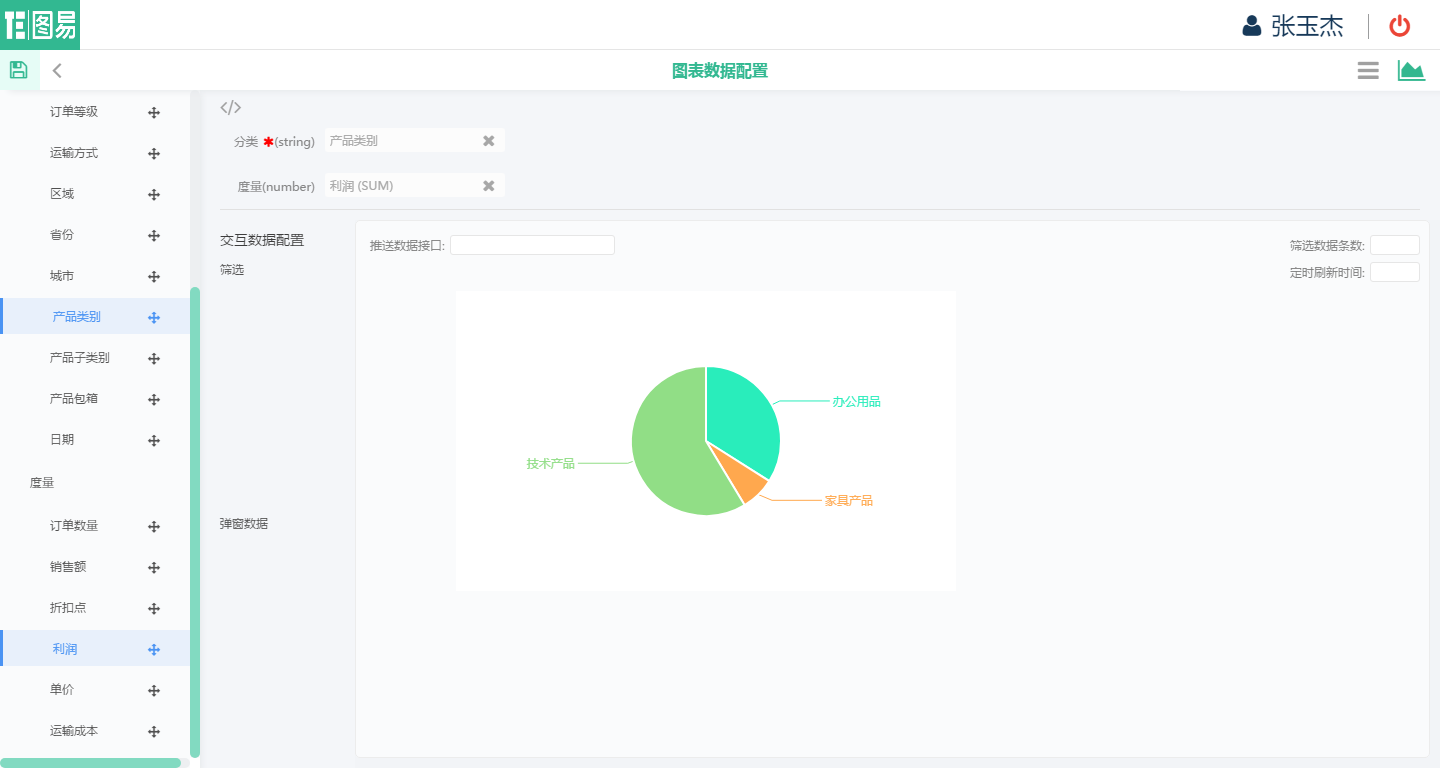 图易
张玉杰
图表数据配置
订单等级
运输方式
区域
省份
城市
产品类别
产品子类别
产品包箱
日期
度量
订单数量
销售额
折扣点
利润
单价
运输成本
</>
分类 ✱(string) 产品类别
度量(number) 利润 (SUM)
交互数据配置
筛选
弹窗数据
推送数据接口:
筛选数据条数:
定时刷新时间:
办公用品
技术产品
家具产品